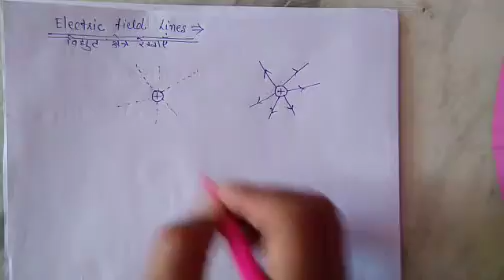 Electric field Lines ⇒
विद्युत क्षेत्र रेखाएं
+
+